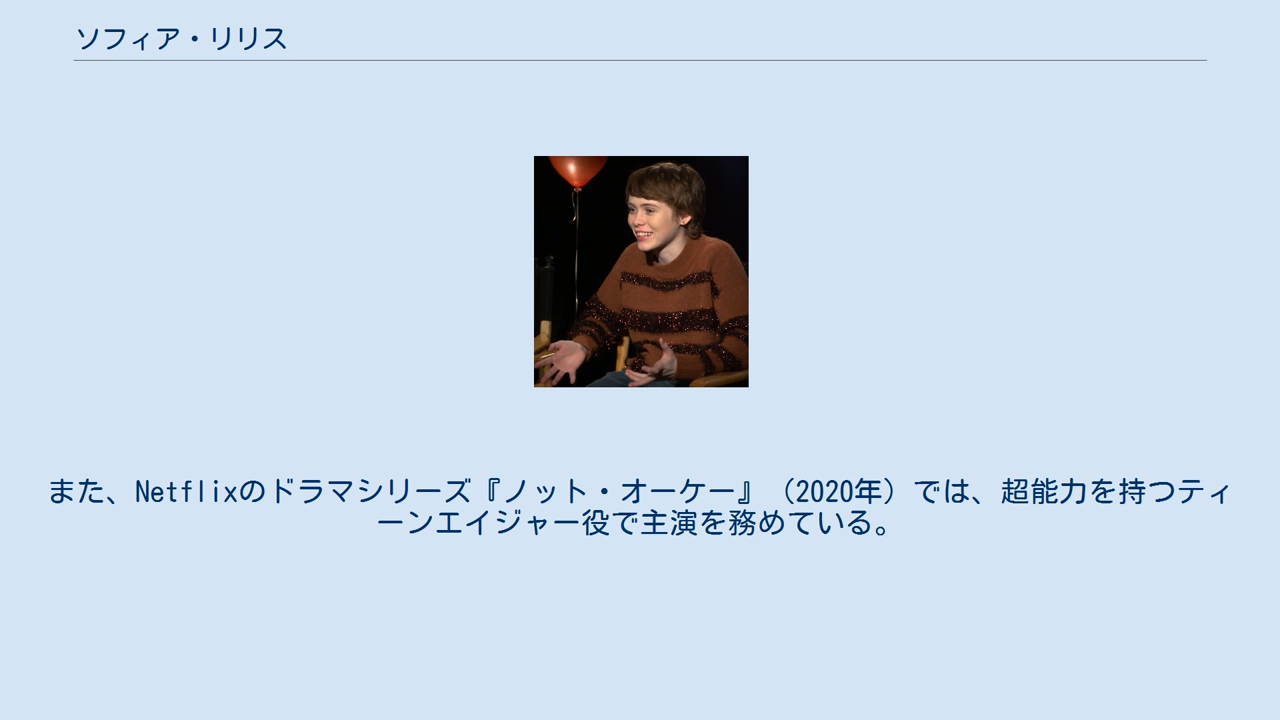 ソフィア・リリス
また、Netflixのドラマシリーズ『ノット・オーケー』（2020年）では、超能力を持つティ
ーンエイジャー役で主演を務めている。